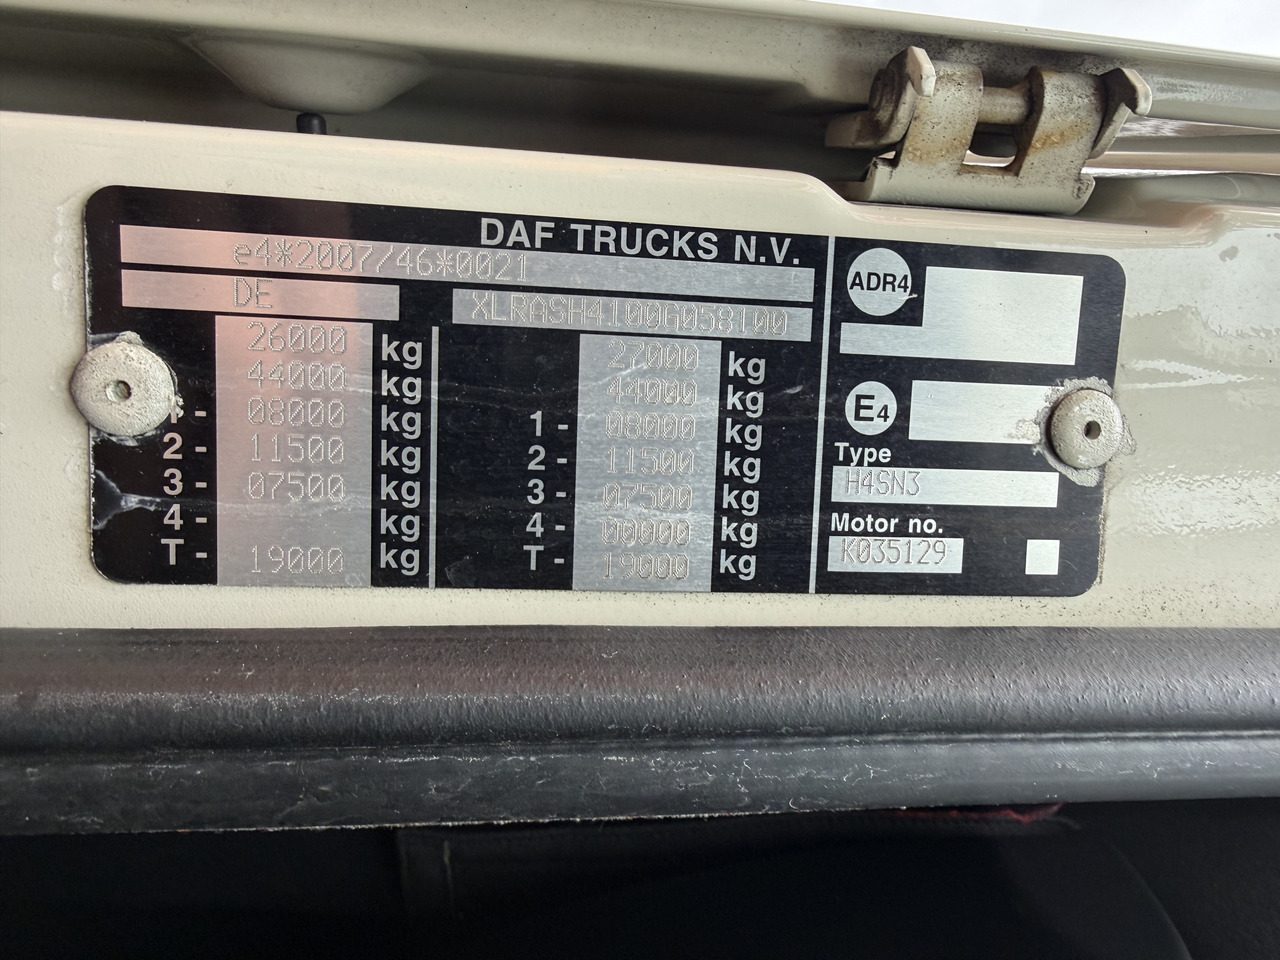 DAF TRUCKS N.V.
e4*2007/46*0021
DE XLRASH4100G058100
26000 kg 27000 kg
44000 kg 44000 kg
1 - 08000 kg 1 - 08000 kg
2 - 11500 kg 2 - 11500 kg
3 - 07500 kg 3 - 07500 kg
4 - kg 4 - 00000 kg
T - 19000 kg T - 19000 kg
ADR4
E4
Type
H4SN3
Motor no.
K035129